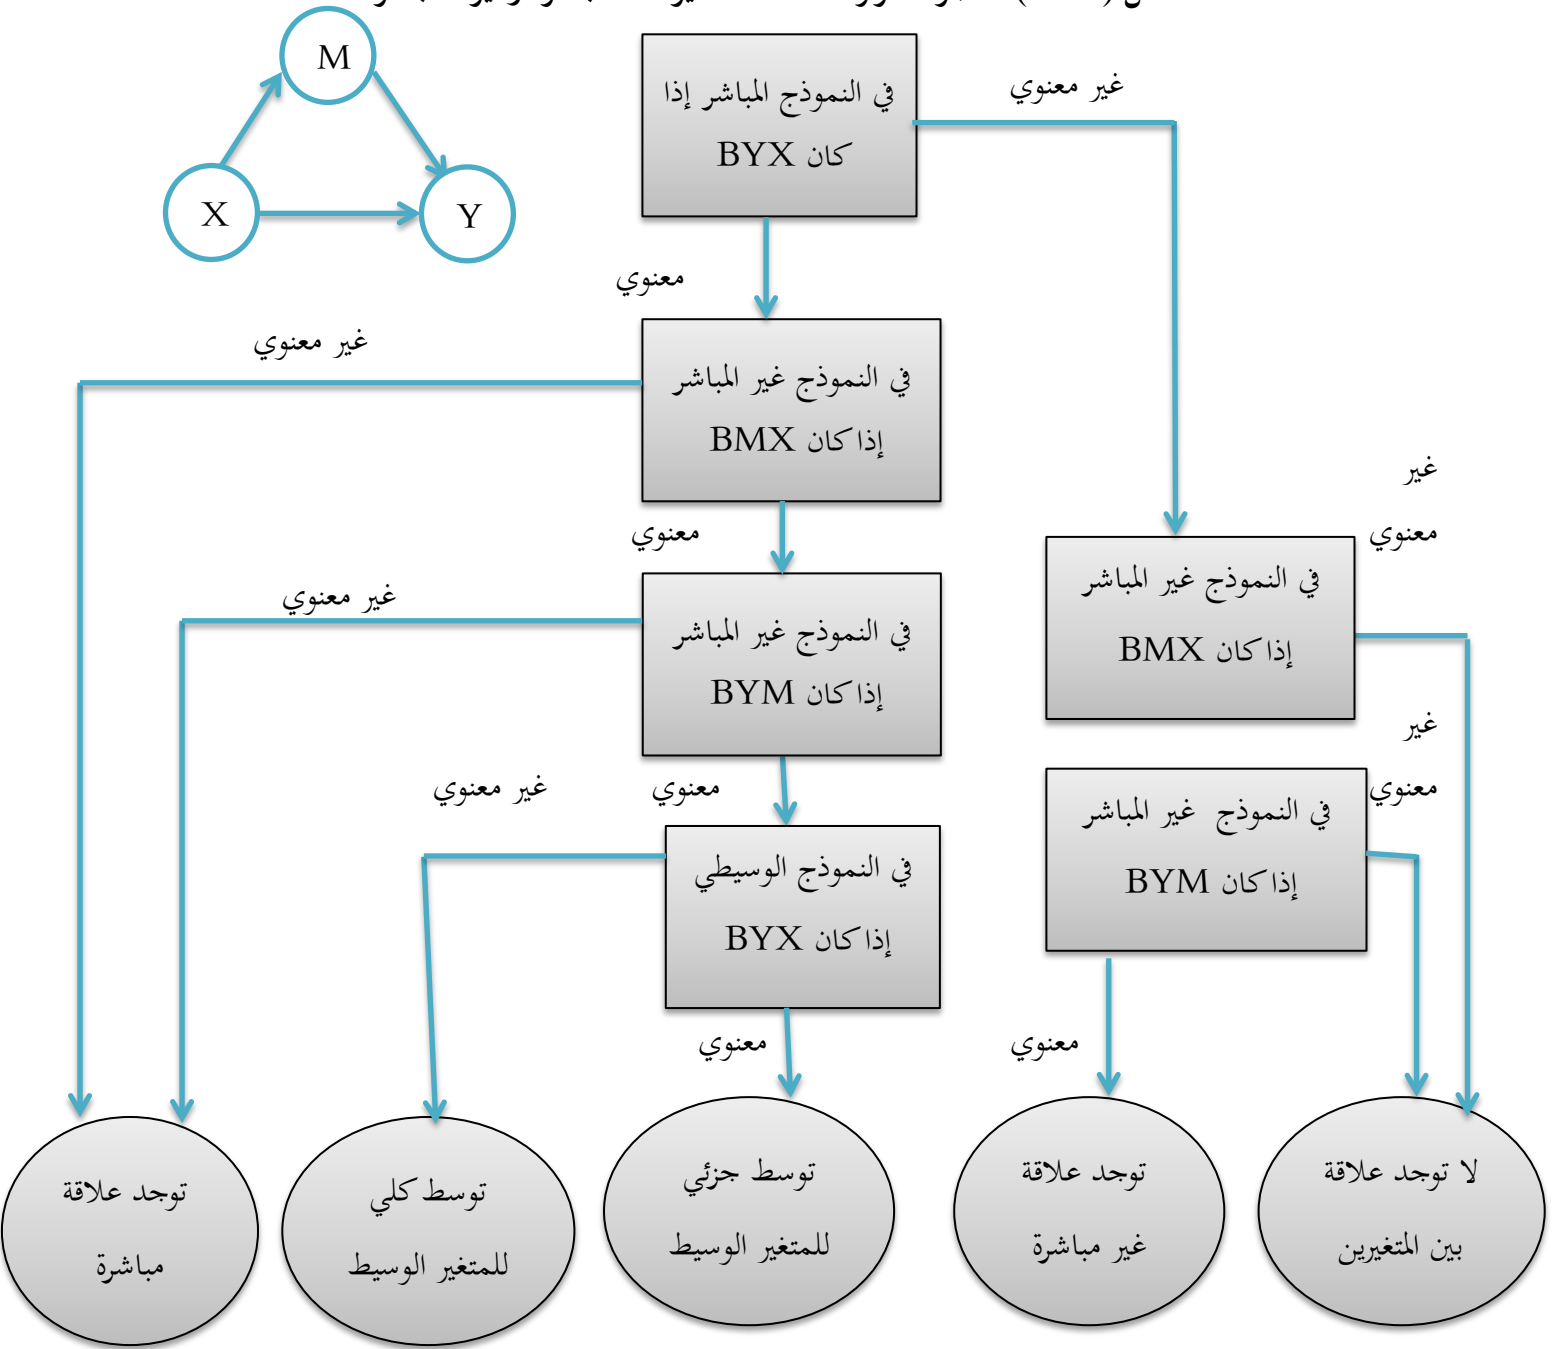 M
X
Y
في النموذج المباشر إذا
كان BYX
غير معنوي
معنوي
غير معنوي
في النموذج غير المباشر
إذا كان BMX
معنوي
غير
معنوي
في النموذج غير المباشر
إذا كان BMX
غير معنوي
في النموذج غير المباشر
إذا كان BYM
غير
معنوي
في النموذج غير المباشر
إذا كان BYM
معنوي
غير معنوي
في النموذج الوسيطي
إذا كان BYX
معنوي
معنوي
لا توجد علاقة
بين المتغيرين
توجد علاقة
غير مباشرة
توسط جزئي
للمتغير الوسيط
توسط كلي
للمتغير الوسيط
توجد علاقة
مباشرة